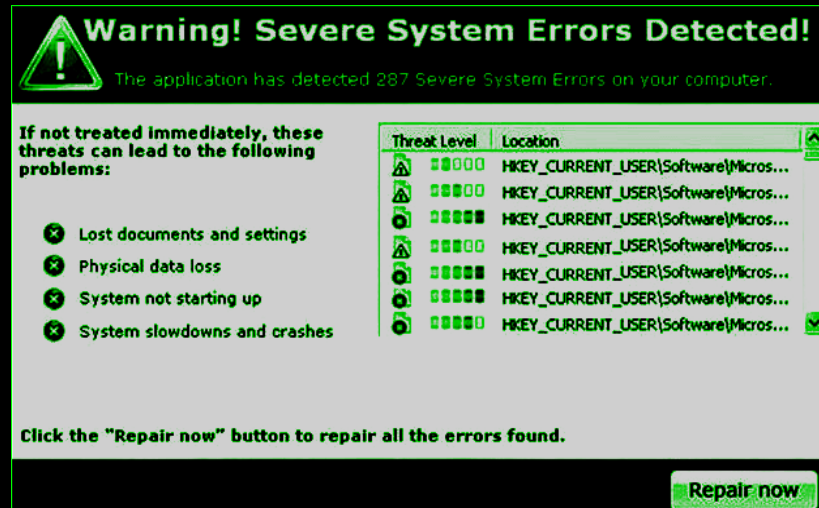 Warning! Severe System Errors Detected!
The application has detected 287 Severe System Errors on your computer.
If not treated immediately, these
threats can lead to the following
problems:
Lost documents and settings
Physical data loss
System not starting up
System slowdowns and crashes
Threat Level Location
HKEY_CURRENT_USER\Software\Micros...
HKEY_CURRENT_USER\Software\Micros...
HKEY_CURRENT_USER\Software\Micros...
HKEY_CURRENT_USER\Software\Micros...
HKEY_CURRENT_USER\Software\Micros...
HKEY_CURRENT_USER\Software\Micros...
HKEY_CURRENT_USER\Software\Micros...
Click the "Repair now" button to repair all the errors found.
Repair now